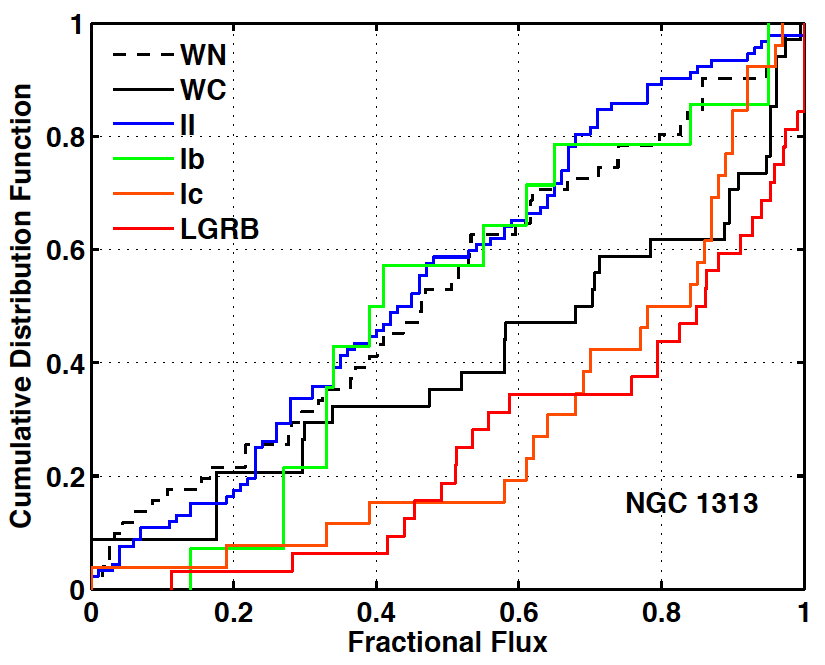 1
0.8
0.6
0.4
0.2
0
Cumulative Distribution Function
WN
WC
II
Ib
Ic
LGRB
NGC 1313
0 0.2 0.4 0.6 0.8 1
Fractional Flux